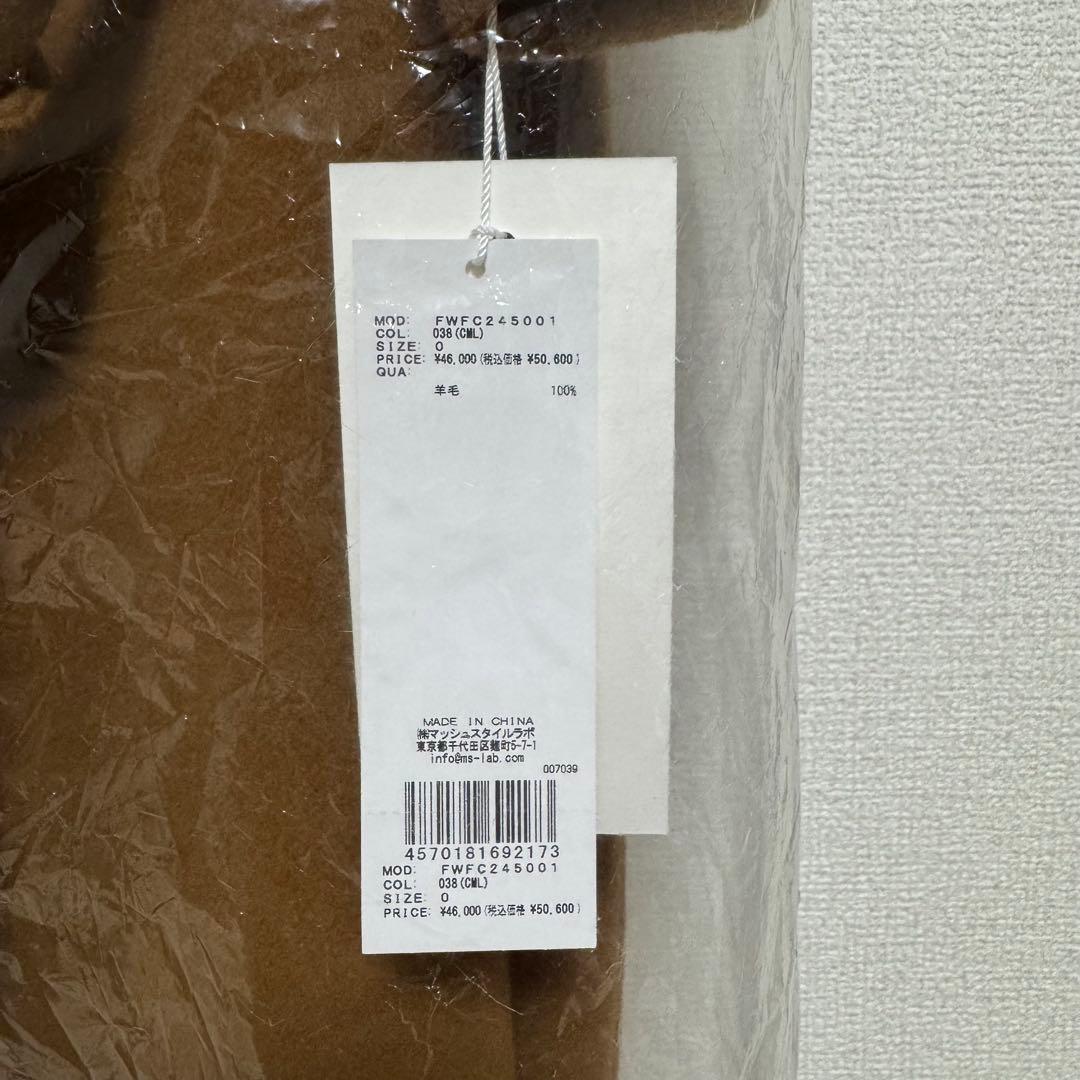 MOD: FWFC245001
COL: 038(CML)
SIZE: 0
PRICE: ¥46,000(税込価格 ¥50,600)
QUA:
羊毛 100%
MADE IN CHINA
㈱マッシュスタイルラボ
東京都千代田区麹町5-7-1
info@ms-lab.com
007039
4570181692173
MOD: FWFC245001
COL: 038(CML)
SIZE: 0
PRICE: ¥46,000(税込価格 ¥50,600)